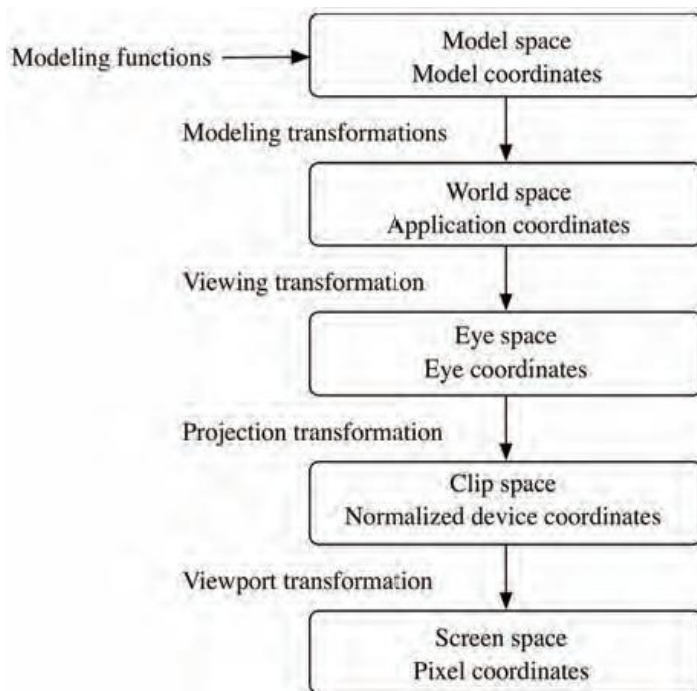 Model space
Modeling functions
Model coordinates
Modeling transformations
World space
Application coordinates
Viewing transformation
Eye space
Eye coordinates
Projection transformation
Clip space
Normalized device coordinates
Viewport transformation
Screen space
Pixel coordinates